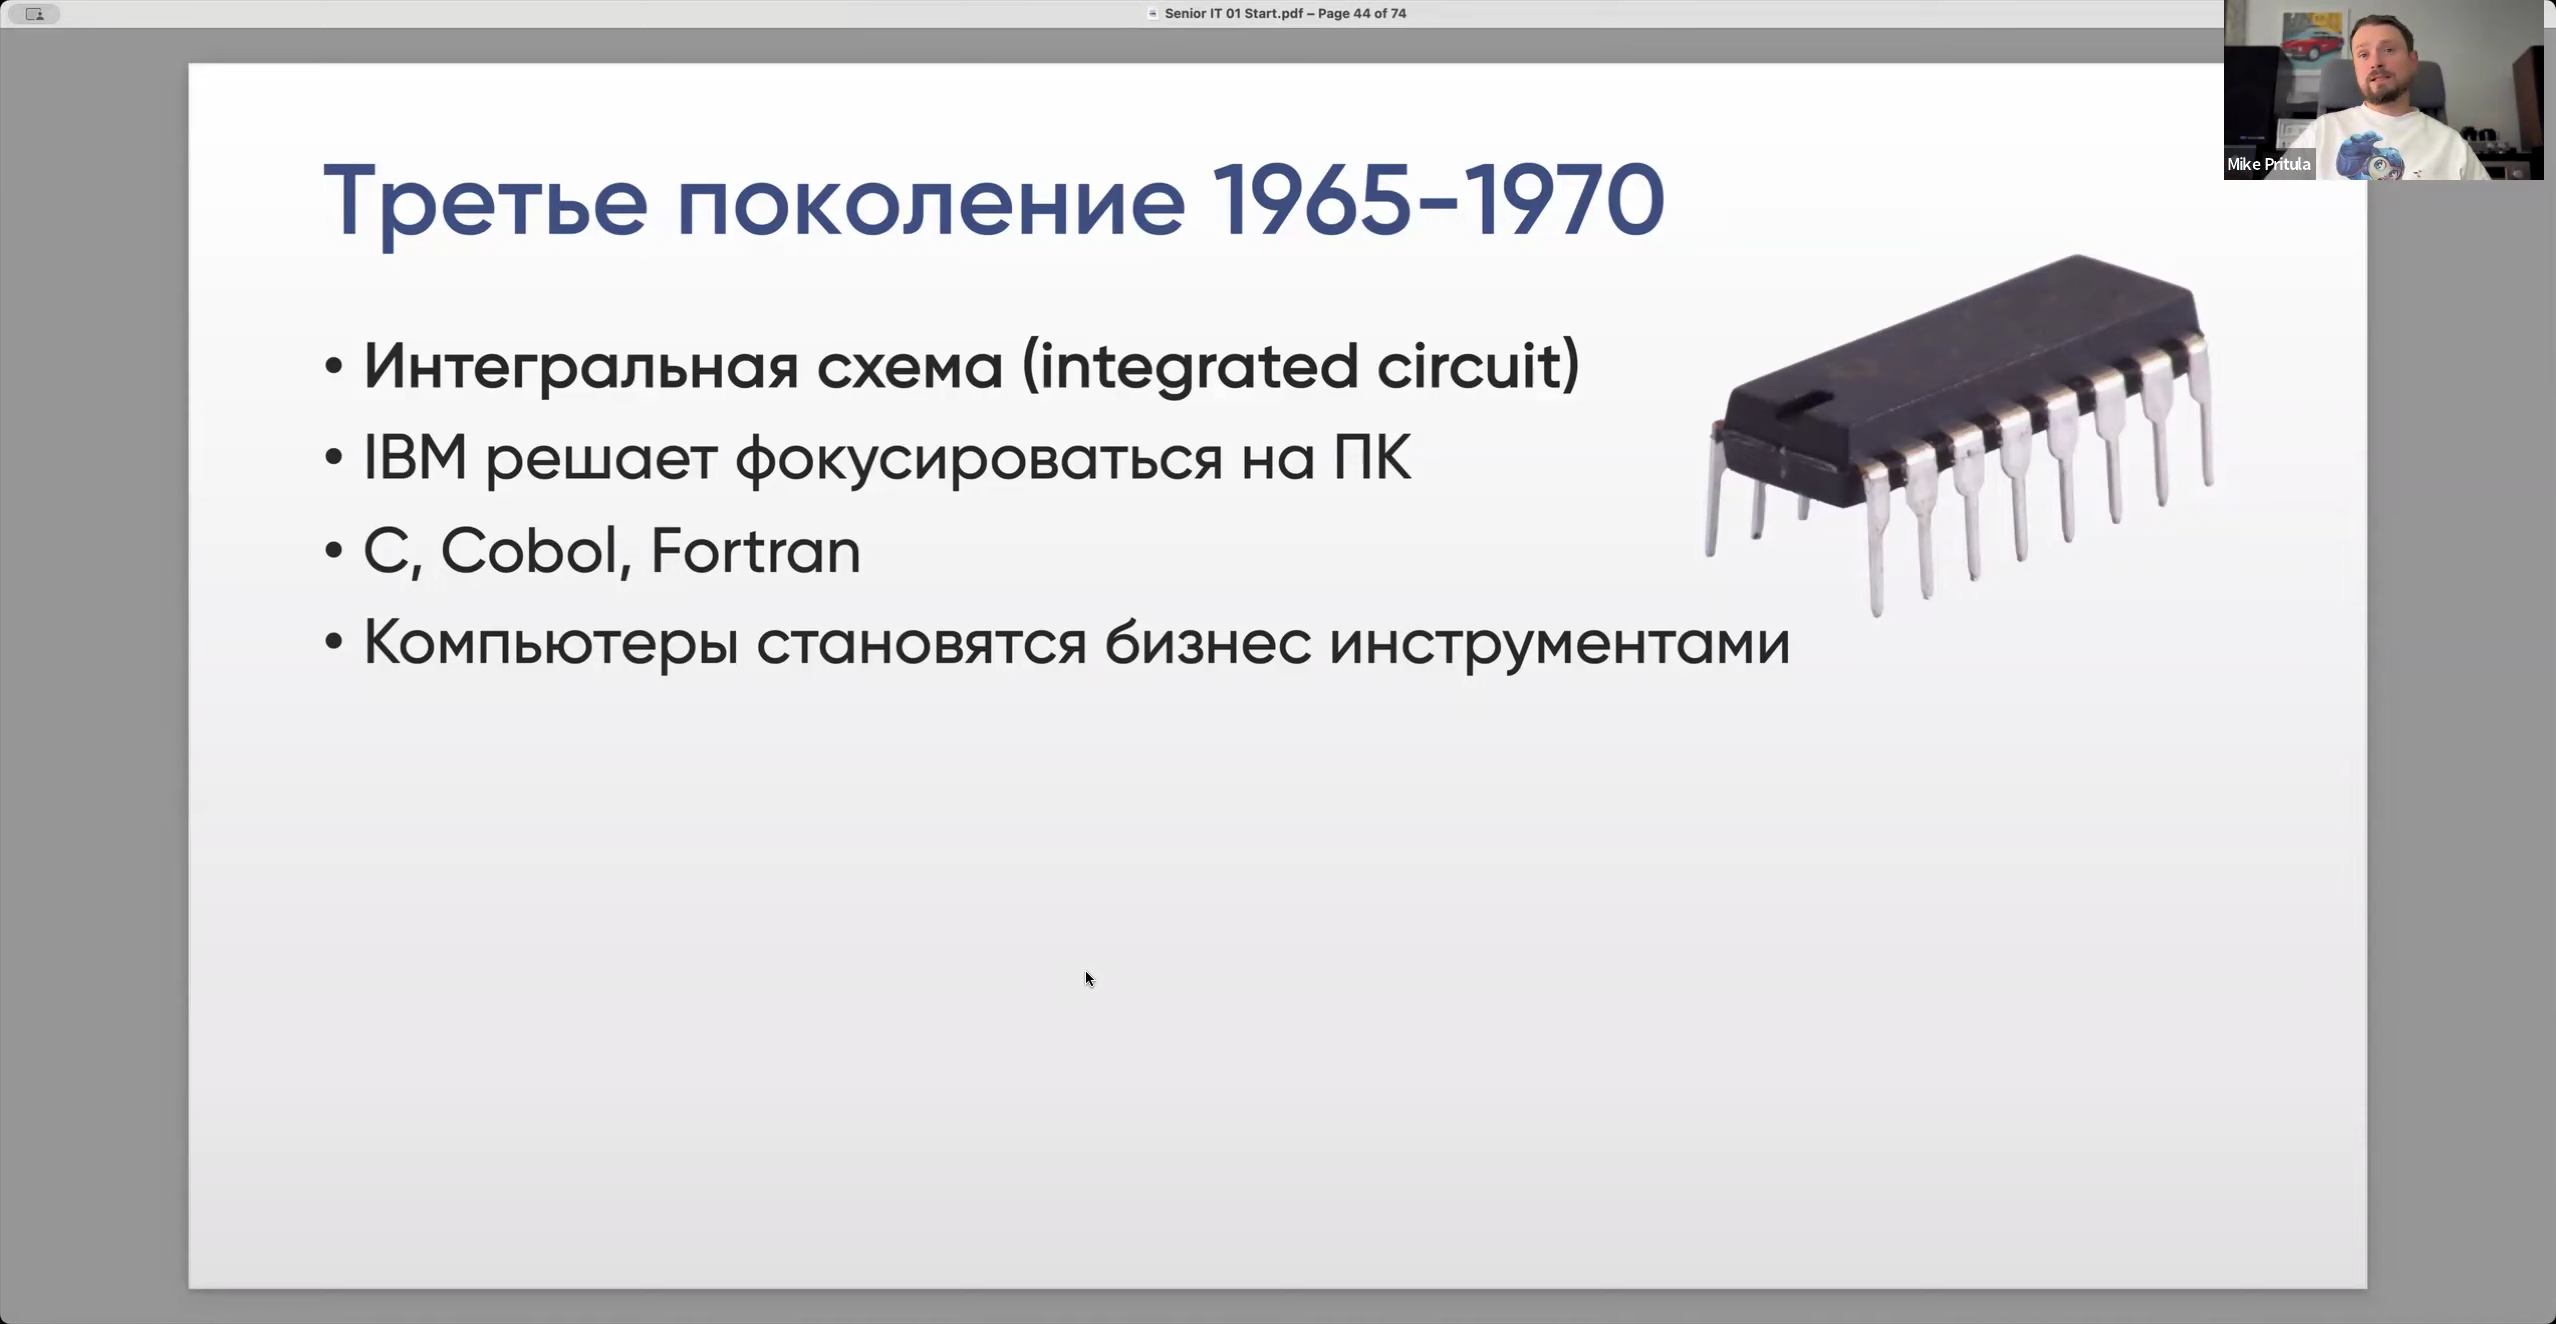 Senior IT 01 Start.pdf – Page 44 of 74
Mike Pritula
Третье поколение 1965-1970
• Интегральная схема (integrated circuit)
• IBM решает фокусироваться на ПК
• C, Cobol, Fortran
• Компьютеры становятся бизнес инструментами